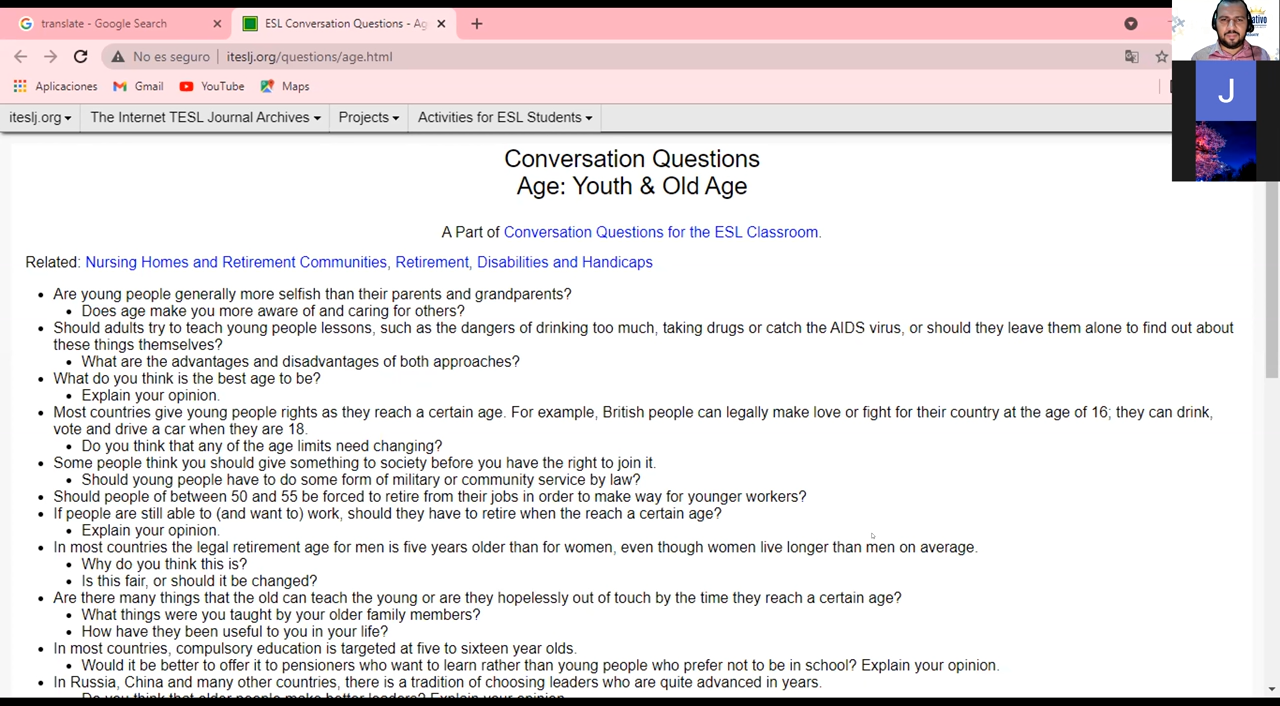 translate - Google Search
ESL Conversation Questions - Ag
No es seguro
iteslj.org/questions/age.html
Aplicaciones
Gmail
YouTube
Maps
iteslj.org
The Internet TESL Journal Archives
Projects
Activities for ESL Students
J
Conversation Questions
Age: Youth & Old Age
A Part of Conversation Questions for the ESL Classroom.
Related: Nursing Homes and Retirement Communities, Retirement, Disabilities and Handicaps
Are young people generally more selfish than their parents and grandparents?
Does age make you more aware of and caring for others?
Should adults try to teach young people lessons, such as the dangers of drinking too much, taking drugs or catch the AIDS virus, or should they leave them alone to find out about
these things themselves?
What are the advantages and disadvantages of both approaches?
What do you think is the best age to be?
Explain your opinion.
Most countries give young people rights as they reach a certain age. For example, British people can legally make love or fight for their country at the age of 16; they can drink,
vote and drive a car when they are 18.
Do you think that any of the age limits need changing?
Some people think you should give something to society before you have the right to join it.
Should young people have to do some form of military or community service by law?
Should people of between 50 and 55 be forced to retire from their jobs in order to make way for younger workers?
If people are still able to (and want to) work, should they have to retire when the reach a certain age?
Explain your opinion.
In most countries the legal retirement age for men is five years older than for women, even though women live longer than men on average.
Why do you think this is?
Is this fair, or should it be changed?
Are there many things that the old can teach the young or are they hopelessly out of touch by the time they reach a certain age?
What things were you taught by your older family members?
How have they been useful to you in your life?
In most countries, compulsory education is targeted at five to sixteen year olds.
Would it be better to offer it to pensioners who want to learn rather than young people who prefer not to be in school? Explain your opinion.
In Russia, China and many other countries, there is a tradition of choosing leaders who are quite advanced in years.
Do you think that older people make better leaders? Explain your opinion.